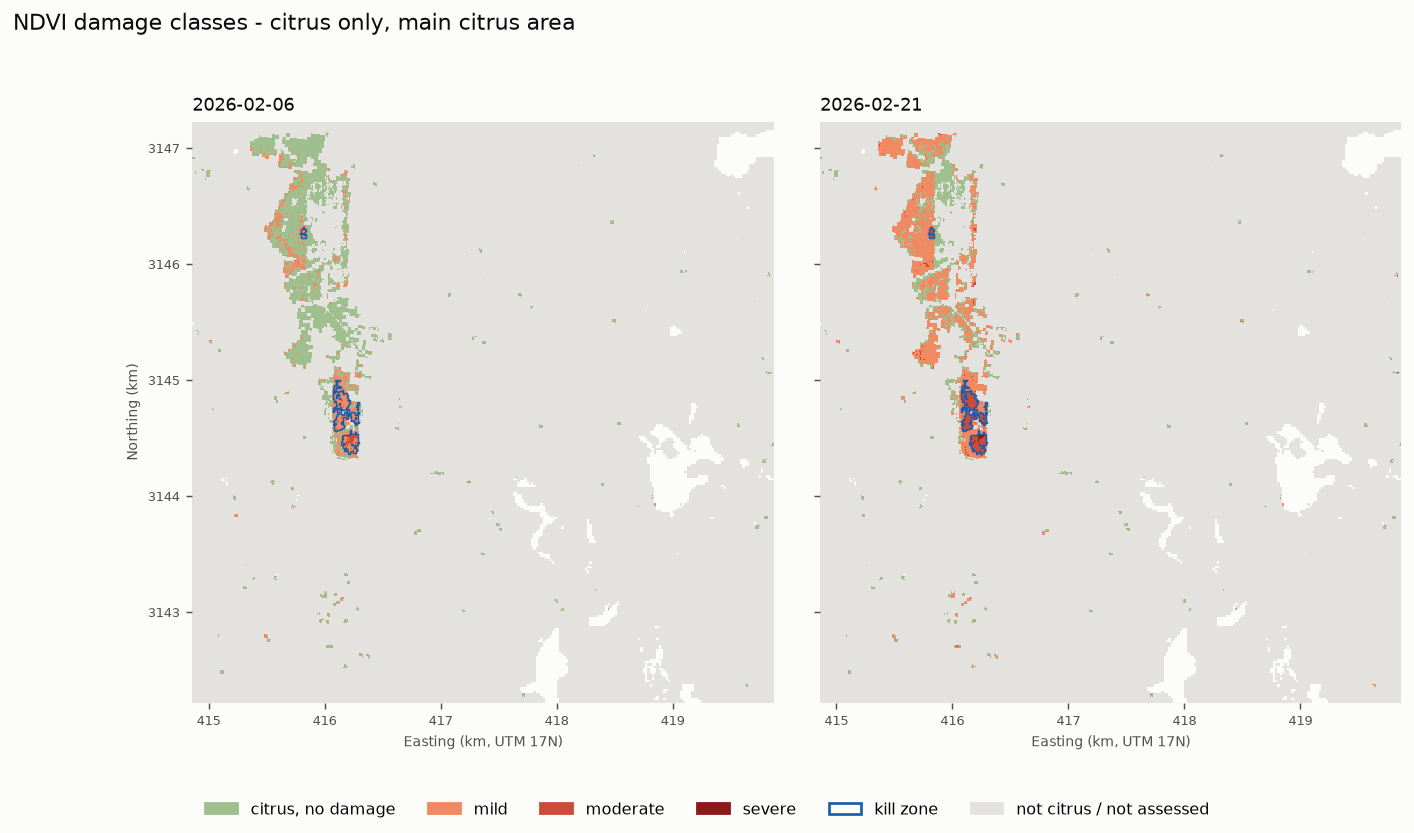 NDVI damage classes - citrus only, main citrus area
2026-02-06
2026-02-21
3147
3146
3145
3144
3143
Northing (km)
415 416 417 418 419
415 416 417 418 419
Easting (km, UTM 17N)
Easting (km, UTM 17N)
citrus, no damage mild moderate severe kill zone not citrus / not assessed